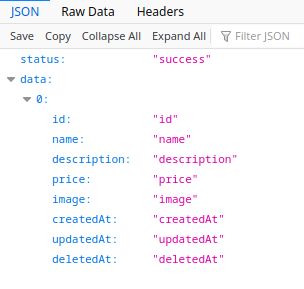 JSON Raw Data Headers
Save Copy Collapse All Expand All Filter JSON
status: "success"
data:
0:
id: "id"
name: "name"
description: "description"
price: "price"
image: "image"
createdAt: "createdAt"
updatedAt: "updatedAt"
deletedAt: "deletedAt"